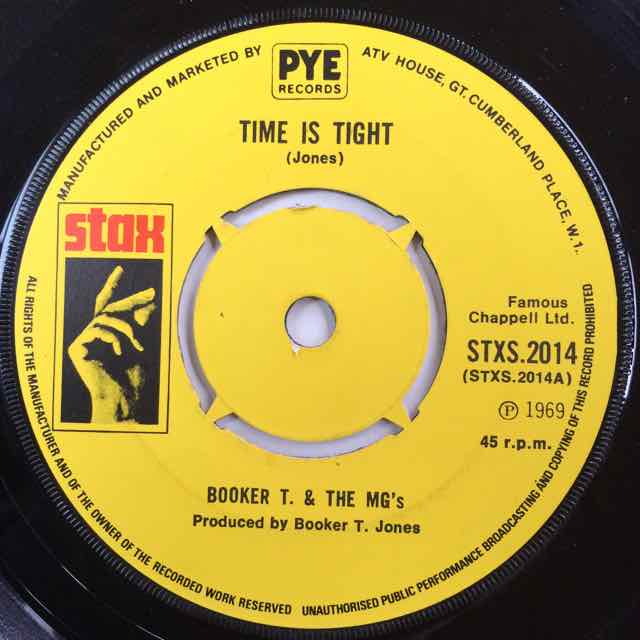 MANUFACTURED AND MARKETED BY
PYE
RECORDS
ATV HOUSE, GT. CUMBERLAND PLACE, W.1.
TIME IS TIGHT
(Jones)
stax
Famous
Chappell Ltd.
STXS.2014
(STXS.2014A)
Ⓟ 1969
45 r.p.m.
BOOKER T. & THE MG's
Produced by Booker T. Jones
ALL RIGHTS OF THE MANUFACTURER AND OF THE OWNER OF THE RECORDED WORK RESERVED
UNAUTHORISED PUBLIC PERFORMANCE BROADCASTING AND COPYING OF THIS RECORD PROHIBITED